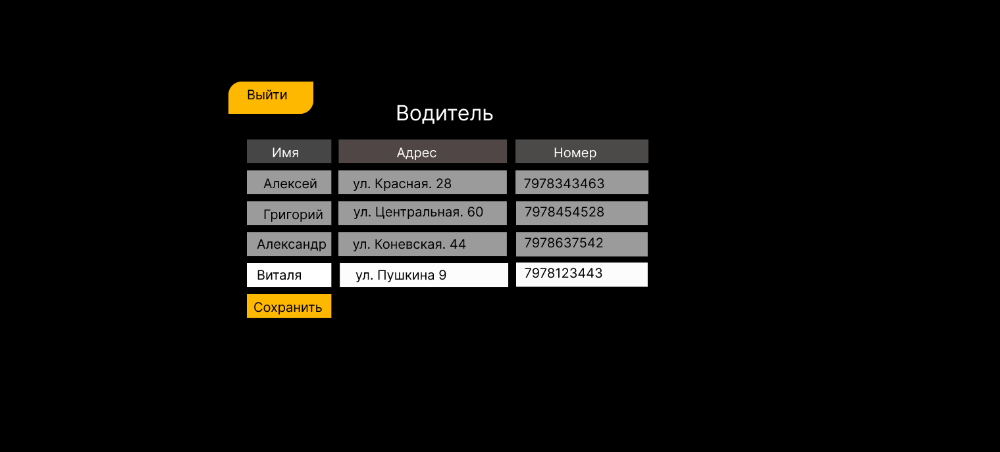 Выйти
Водитель
Имя Адрес Номер
Алексей ул. Красная. 28 7978343463
Григорий ул. Центральная. 60 7978454528
Александр ул. Коневская. 44 7978637542
Виталя ул. Пушкина 9 7978123443
Сохранить